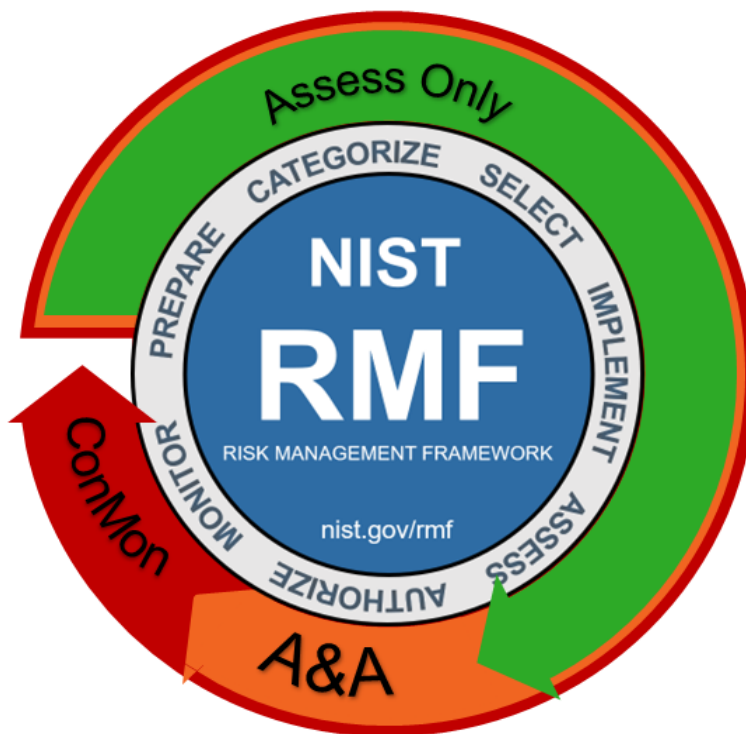 Assess Only
PREPARE
CATEGORIZE
SELECT
IMPLEMENT
ASSESS
AUTHORIZE
MONITOR
NIST
RMF
RISK MANAGEMENT FRAMEWORK
nist.gov/rmf
ConMon
A&A